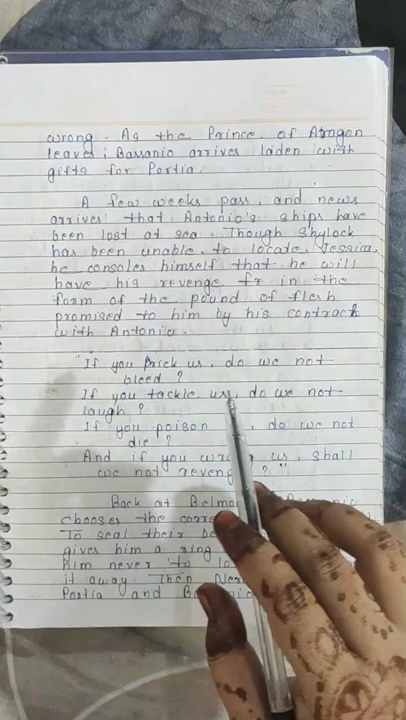 wrong. As the Prince of Arragon
leaves, Bassanio arrives laden with
gifts for Portia.
A few weeks pass, and news
arrives that Antonio's ships have
been lost at sea. Though Shylock
has been unable to locate Jessica,
he consoles himself that he will
have his revenge fr in the
form of the pound of flesh
promised to him by his contract
with Antonio.
"If you Prick us, do we not
bleed ?
If you tackle us, do we not
laugh ?
If you poison , do we not
die ?
And if you us, shall
we not ? "
Back at
chooses the
To seal their
gives him a ring
him never to
it away. Then
Portia and